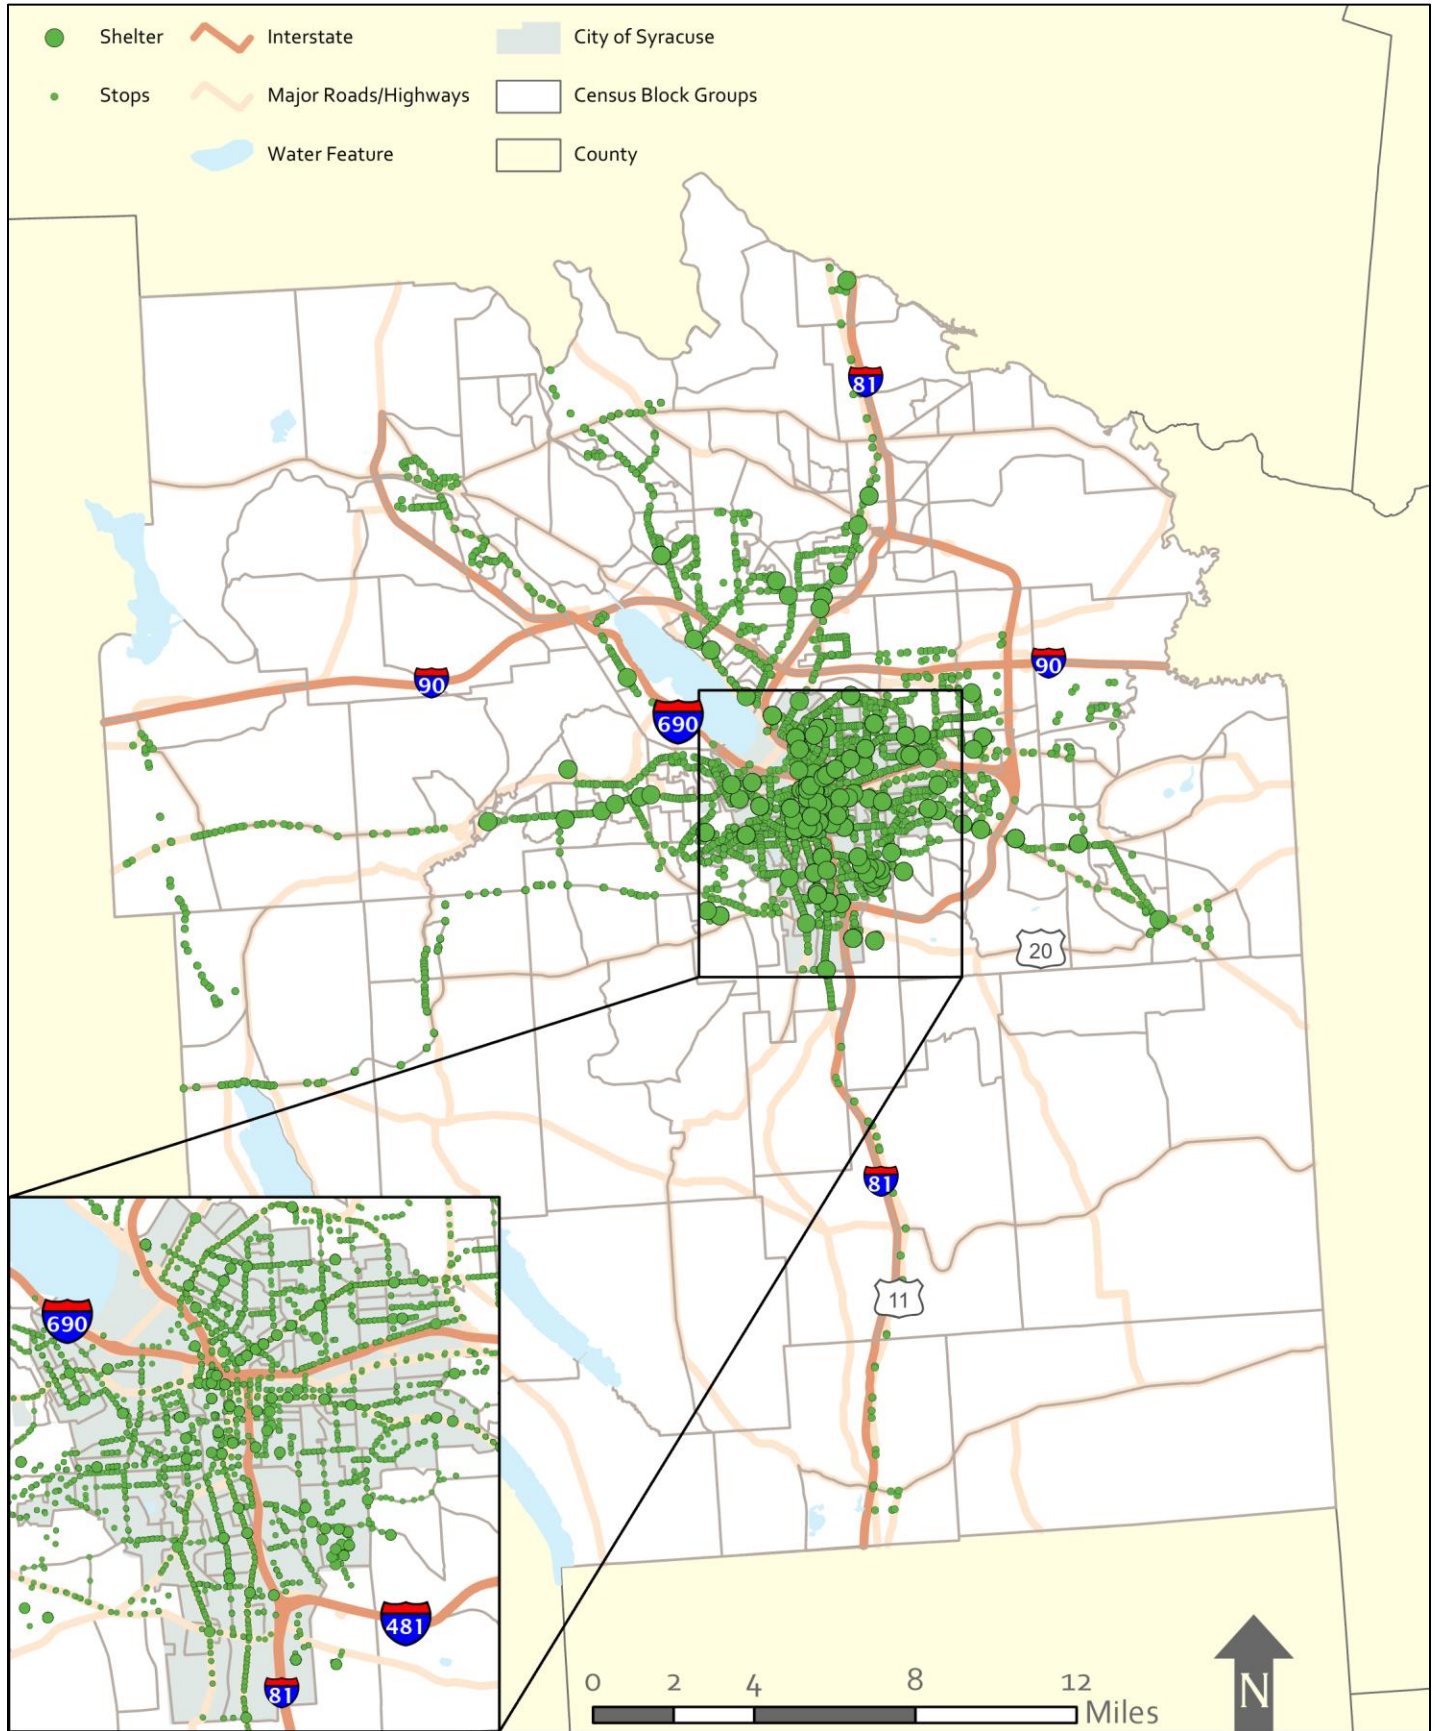 Shelter
Interstate
City of Syracuse
Stops
Major Roads/Highways
Census Block Groups
Water Feature
County
81
90
90
690
20
81
11
690
481
81
0 2 4 8 12
Miles
N